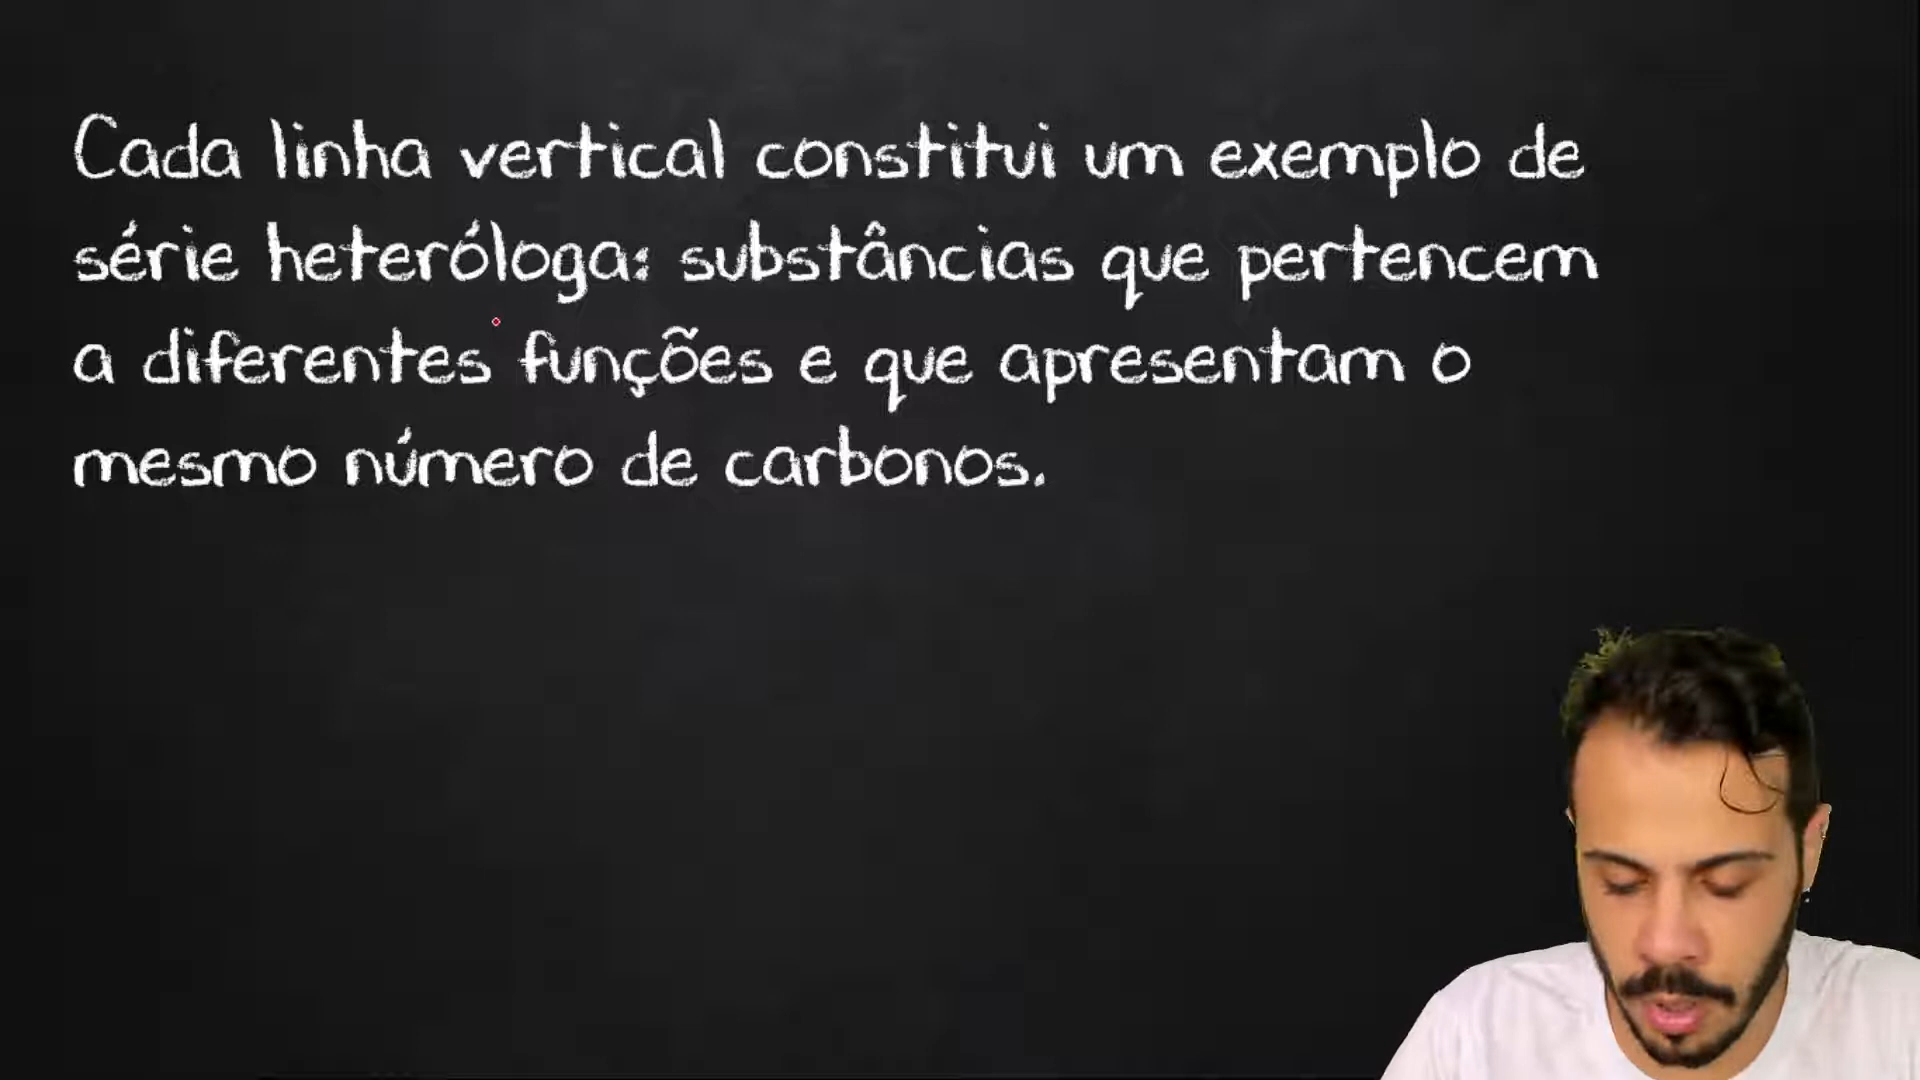 Cada linha vertical constitui um exemplo de
série heteróloga: substâncias que pertencem
a diferentes funções e que apresentam o
mesmo número de carbonos.